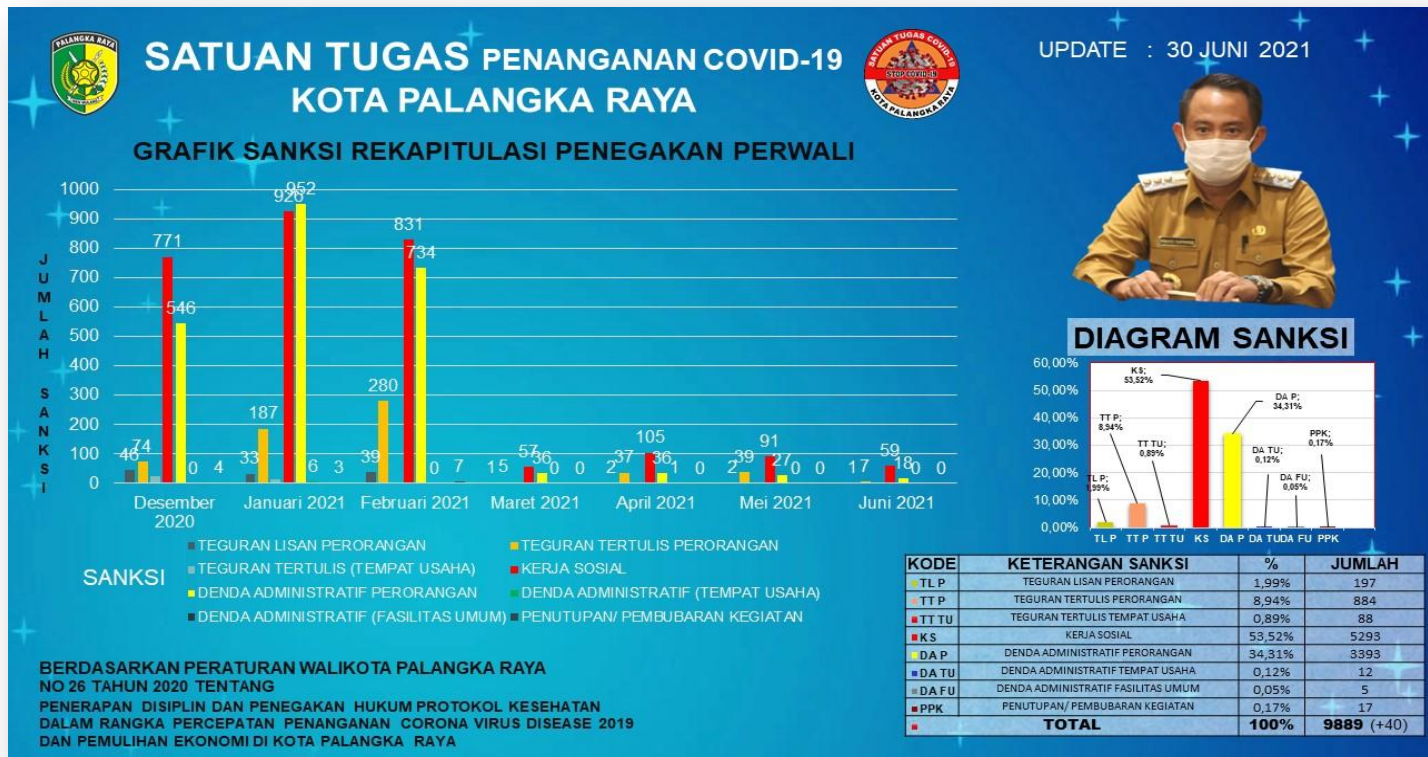 PALANGKA RAYA
SATUAN TUGAS PENANGANAN COVID-19
KOTA PALANGKA RAYA
SATUAN TUGAS COVID-19
STOP COVID-19
KOTA PALANGKA RAYA
UPDATE : 30 JUNI 2021
GRAFIK SANKSI REKAPITULASI PENEGAKAN PERWALI
JUMLAH SANKSI
1000
900
800
700
600
500
400
300
200
100
0
46 74 771 546 0 4
33 187 926 952 6 3
39 280 831 734 0 7
15 57 36 0 0
2 37 105 36 1 0
2 39 91 27 0 0
17 59 18 0 0
Desember 2020
Januari 2021
Februari 2021
Maret 2021
April 2021
Mei 2021
Juni 2021
SANKSI
TEGURAN LISAN PERORANGAN
TEGURAN TERTULIS PERORANGAN
TEGURAN TERTULIS (TEMPAT USAHA)
KERJA SOSIAL
DENDA ADMINISTRATIF PERORANGAN
DENDA ADMINISTRATIF (TEMPAT USAHA)
DENDA ADMINISTRATIF (FASILITAS UMUM)
PENUTUPAN/ PEMBUBARAN KEGIATAN
BERDASARKAN PERATURAN WALIKOTA PALANGKA RAYA
NO 26 TAHUN 2020 TENTANG
PENERAPAN DISIPLIN DAN PENEGAKAN HUKUM PROTOKOL KESEHATAN
DALAM RANGKA PERCEPATAN PENANGANAN CORONA VIRUS DISEASE 2019
DAN PEMULIHAN EKONOMI DI KOTA PALANGKA RAYA
DIAGRAM SANKSI
60,00%
50,00%
40,00%
30,00%
20,00%
10,00%
0,00%
TL P; 1,99%
TT P; 8,94%
TT TU; 0,89%
KS; 53,52%
DA P; 34,31%
DA TU; 0,12%
DA FU; 0,05%
PPK; 0,17%
TL P TT P TT TU KS DA P DA TU DA FU PPK
KODE KETERANGAN SANKSI % JUMLAH
TL P TEGURAN LISAN PERORANGAN 1,99% 197
TT P TEGURAN TERTULIS PERORANGAN 8,94% 884
TT TU TEGURAN TERTULIS TEMPAT USAHA 0,89% 88
KS KERJA SOSIAL 53,52% 5293
DA P DENDA ADMINISTRATIF PERORANGAN 34,31% 3393
DA TU DENDA ADMINISTRATIF TEMPAT USAHA 0,12% 12
DA FU DENDA ADMINISTRATIF FASILITAS UMUM 0,05% 5
PPK PENUTUPAN/ PEMBUBARAN KEGIATAN 0,17% 17
TOTAL 100% 9889 (+40)